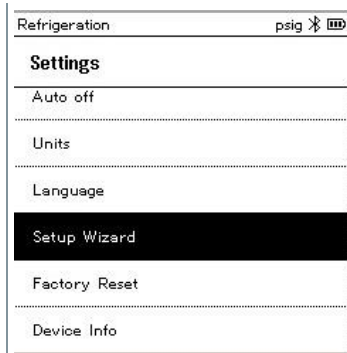 Refrigeration psig
Settings
Auto off
Units
Language
Setup Wizard
Factory Reset
Device Info